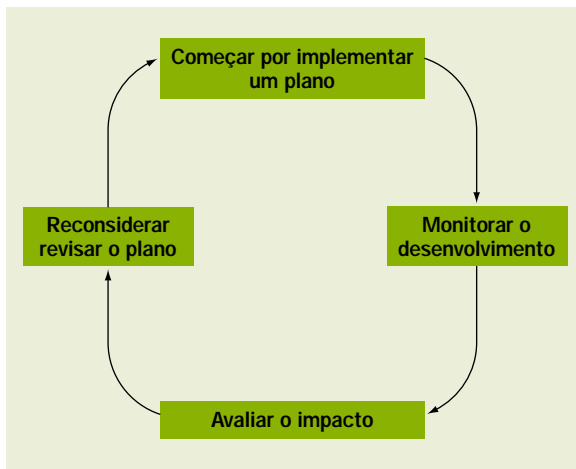 Começar por implementar
um plano
Monitorar o
desenvolvimento
Avaliar o impacto
Reconsiderar
revisar o plano